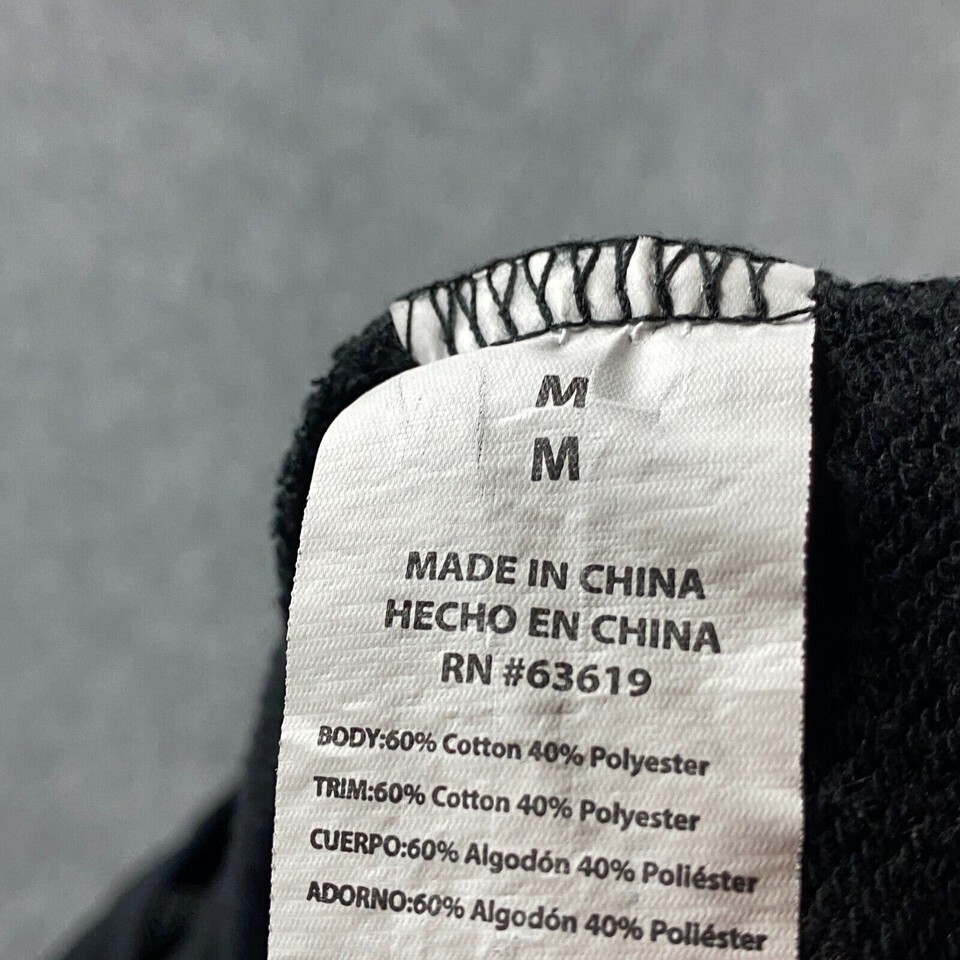 M
M
MADE IN CHINA
HECHO EN CHINA
RN #63619
BODY:60% Cotton 40% Polyester
TRIM:60% Cotton 40% Polyester
CUERPO:60% Algodón 40% Poliéster
ADORNO:60% Algodón 40% Poliéster